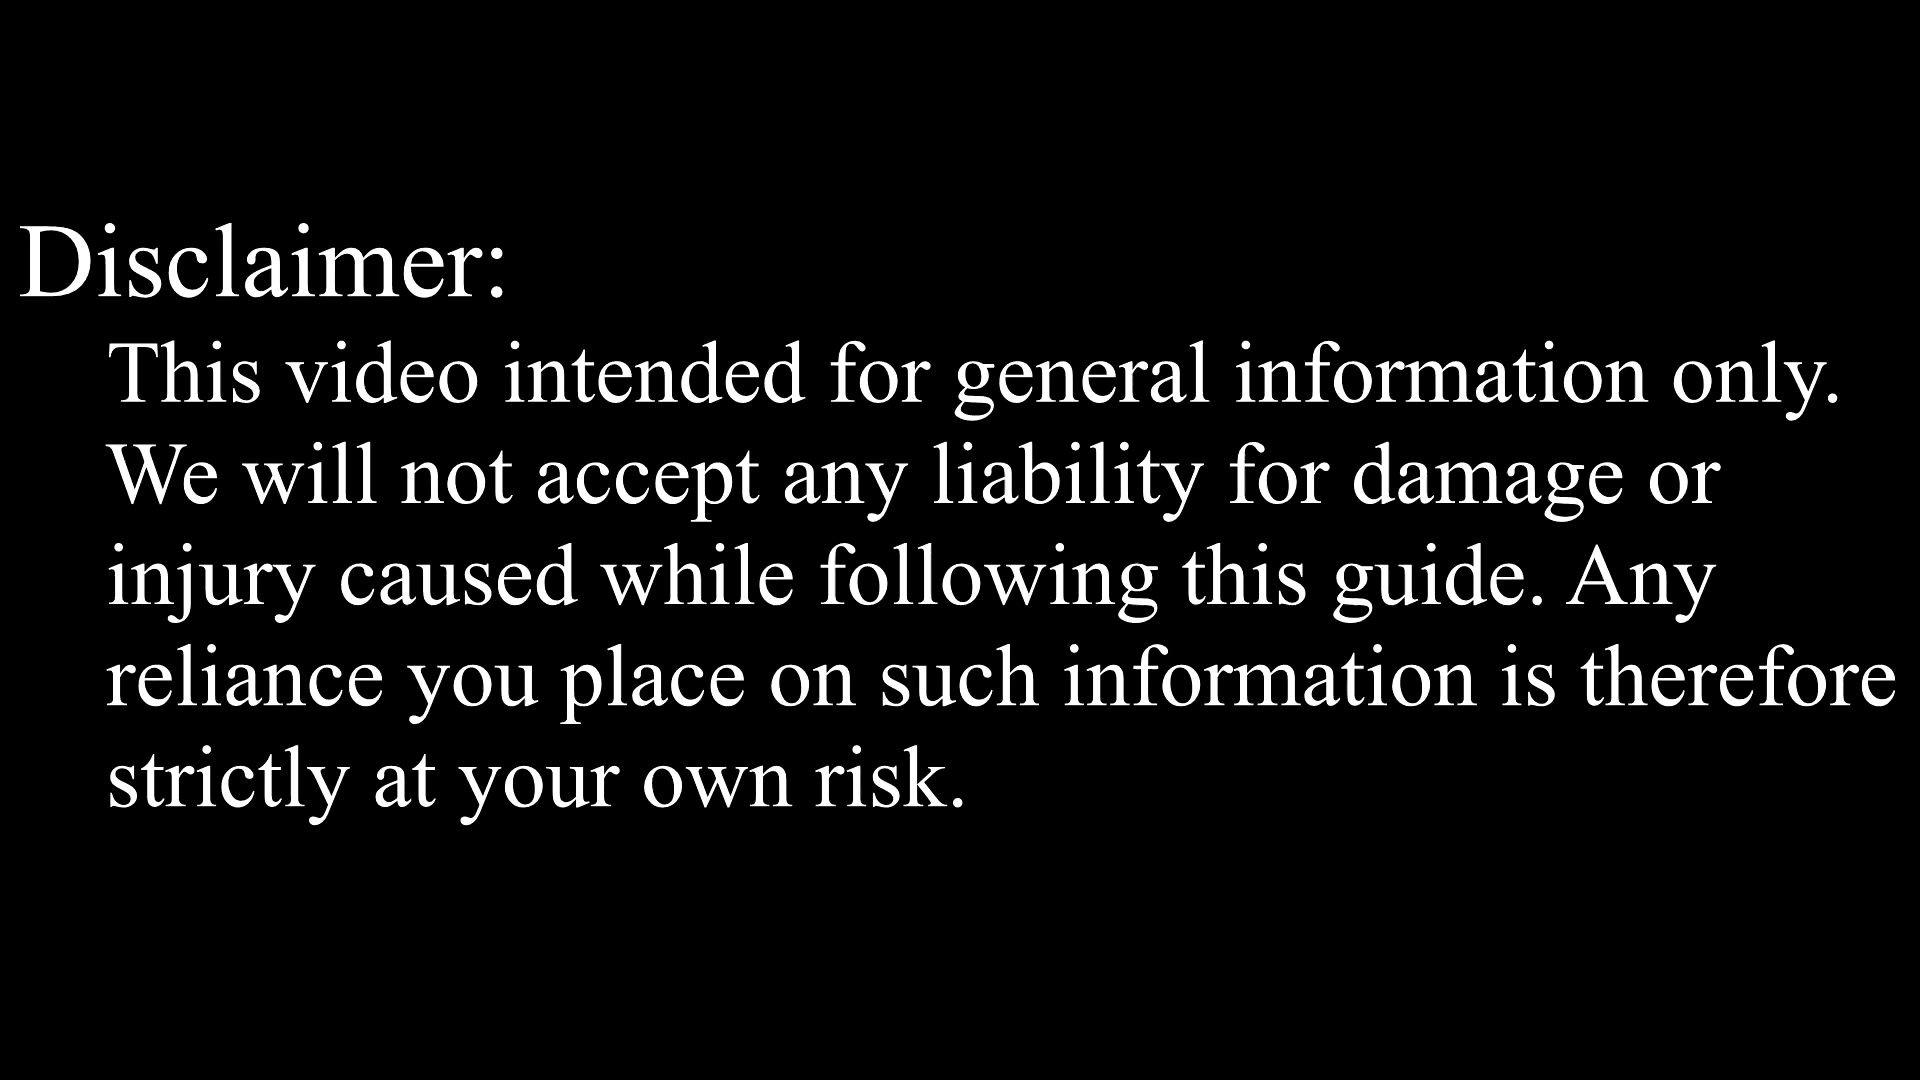 Disclaimer:
This video intended for general information only.
We will not accept any liability for damage or
injury caused while following this guide. Any
reliance you place on such information is therefore
strictly at your own risk.